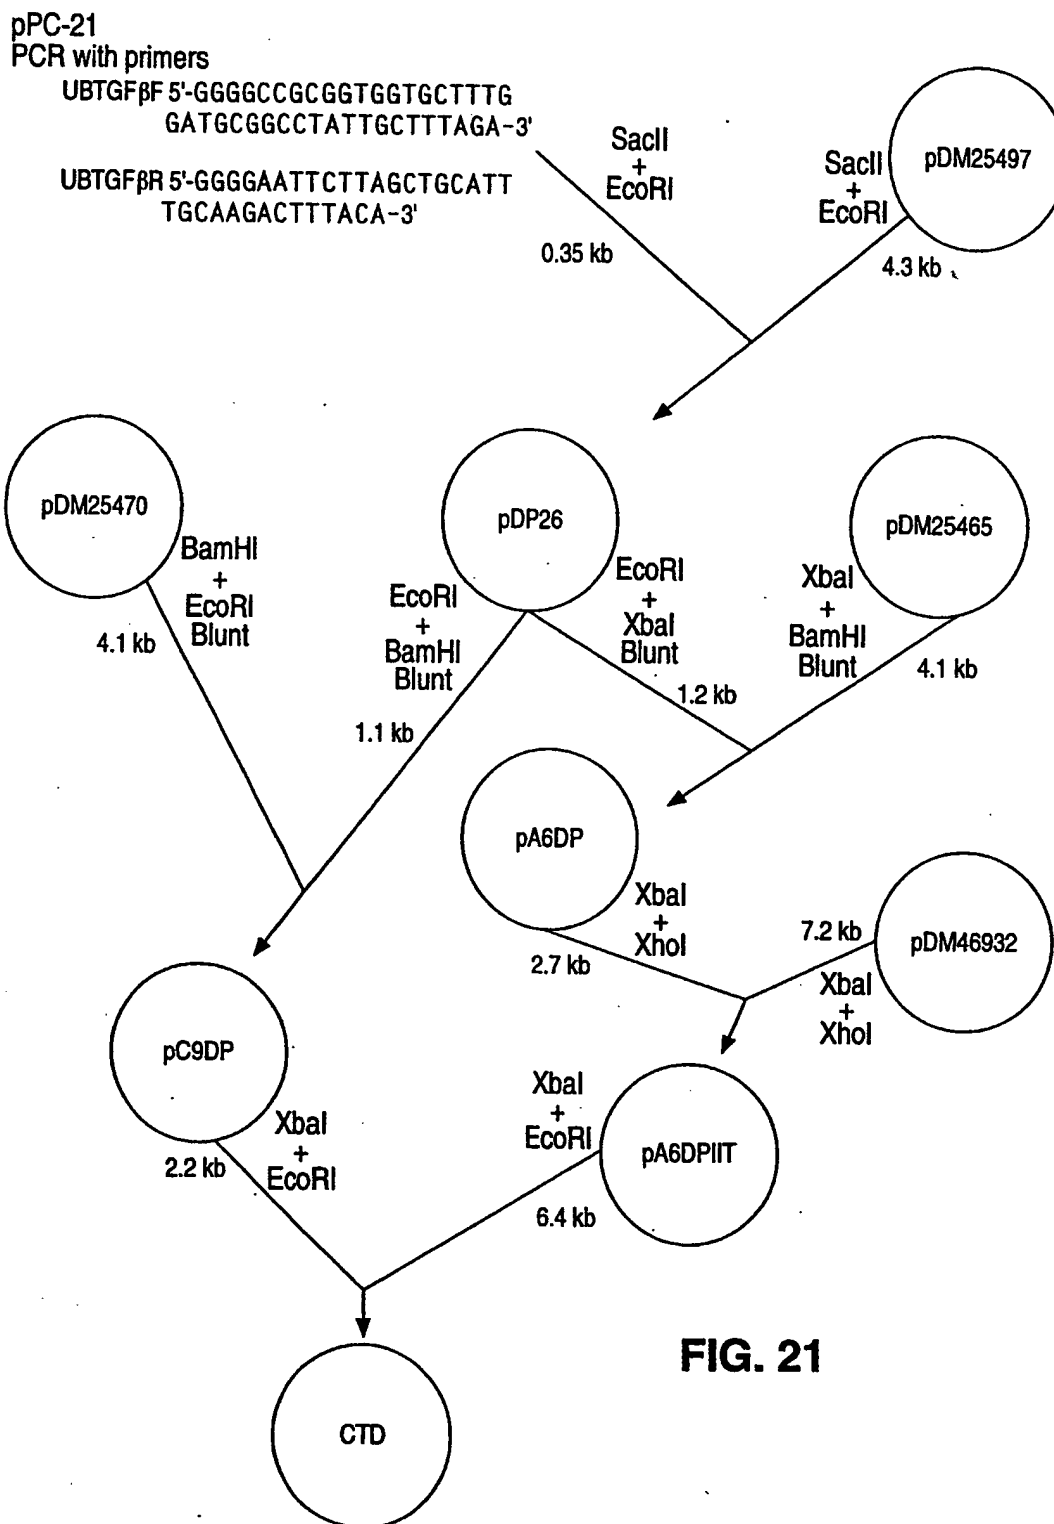 pPC-21
PCR with primers
UBTGFβF 5'-GGGGCCGCGGTGGTGCTTTG
GATGCGGCCTATTGCTTTAGA-3'
UBTGFβR 5'-GGGGAATTCTTAGCTGCATT
TGCAAGACTTTACA-3'
SacII
+
EcoRI
0.35 kb
SacII
+
EcoRI
pDM25497
4.3 kb
pDM25470
BamHI
+
EcoRI
Blunt
4.1 kb
pDP26
EcoRI
+
BamHI
Blunt
1.1 kb
EcoRI
+
XbaI
Blunt
1.2 kb
pDM25465
XbaI
+
BamHI
Blunt
4.1 kb
pA6DP
XbaI
+
XhoI
2.7 kb
7.2 kb
pDM46932
XbaI
+
XhoI
pC9DP
XbaI
+
EcoRI
2.2 kb
XbaI
+
EcoRI
pA6DPIIT
6.4 kb
CTD
FIG. 21